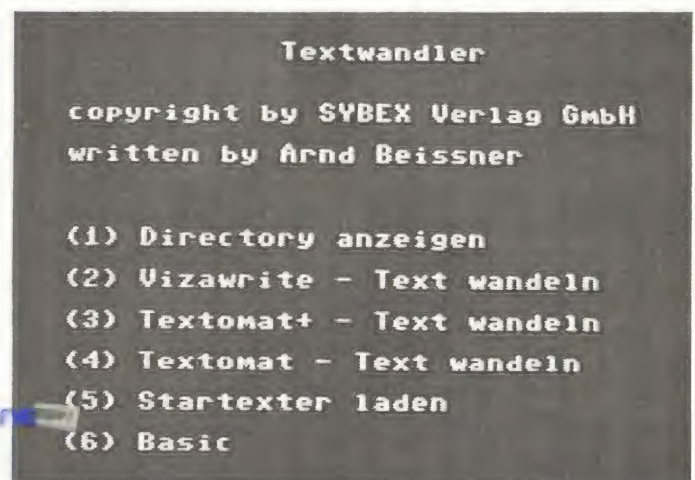 Textwandler
copyright by SYBEX Verlag GmbH
written by Arnd Beissner
(1) Directory anzeigen
(2) Vizawrite - Text wandeln
(3) Textomat+ - Text wandeln
(4) Textomat - Text wandeln
(5) Startexter laden
(6) Basic